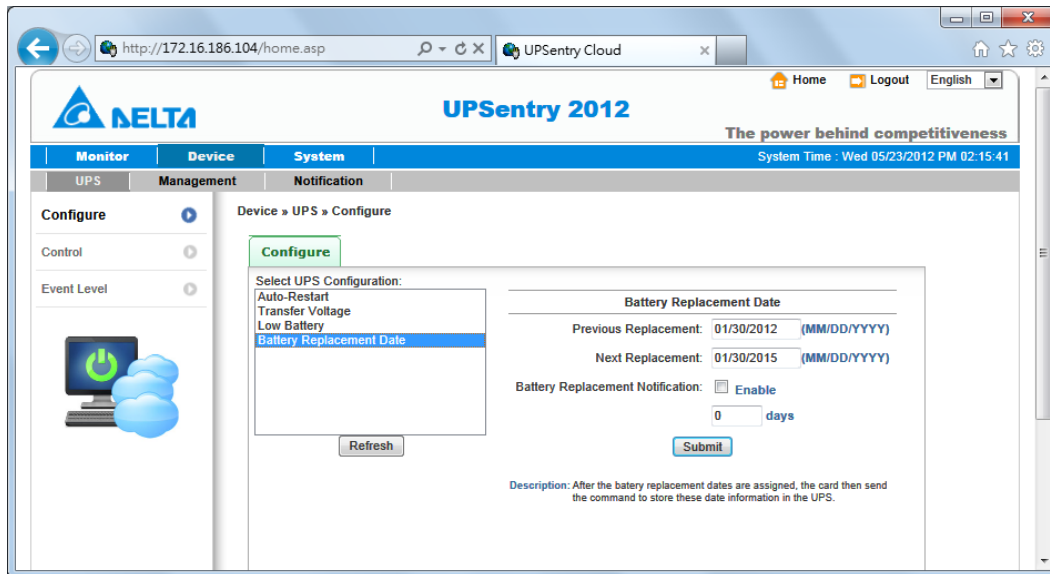 http://172.16.186.104/home.asp
UPSentry Cloud
Home Logout English
DELTA
UPSentry 2012
The power behind competitiveness
Monitor Device System System Time : Wed 05/23/2012 PM 02:15:41
UPS Management Notification
Configure
Control
Event Level
Device » UPS » Configure
Configure
Select UPS Configuration:
Auto-Restart
Transfer Voltage
Low Battery
Battery Replacement Date
Refresh
Battery Replacement Date
Previous Replacement: 01/30/2012 (MM/DD/YYYY)
Next Replacement: 01/30/2015 (MM/DD/YYYY)
Battery Replacement Notification: Enable
0 days
Submit
Description: After the batery replacement dates are assigned, the card then send
the command to store these date information in the UPS.